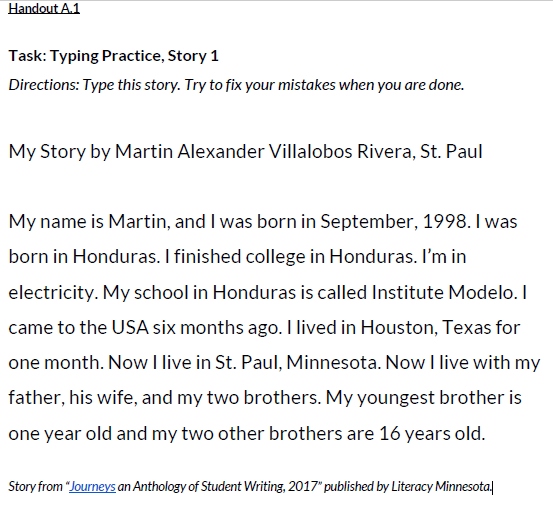 Handout A.1
Task: Typing Practice, Story 1
Directions: Type this story. Try to fix your mistakes when you are done.
My Story by Martin Alexander Villalobos Rivera, St. Paul
My name is Martin, and I was born in September, 1998. I was
born in Honduras. I finished college in Honduras. I’m in
electricity. My school in Honduras is called Institute Modelo. I
came to the USA six months ago. I lived in Houston, Texas for
one month. Now I live in St. Paul, Minnesota. Now I live with my
father, his wife, and my two brothers. My youngest brother is
one year old and my two other brothers are 16 years old.
Story from “Journeys an Anthology of Student Writing, 2017” published by Literacy Minnesota.